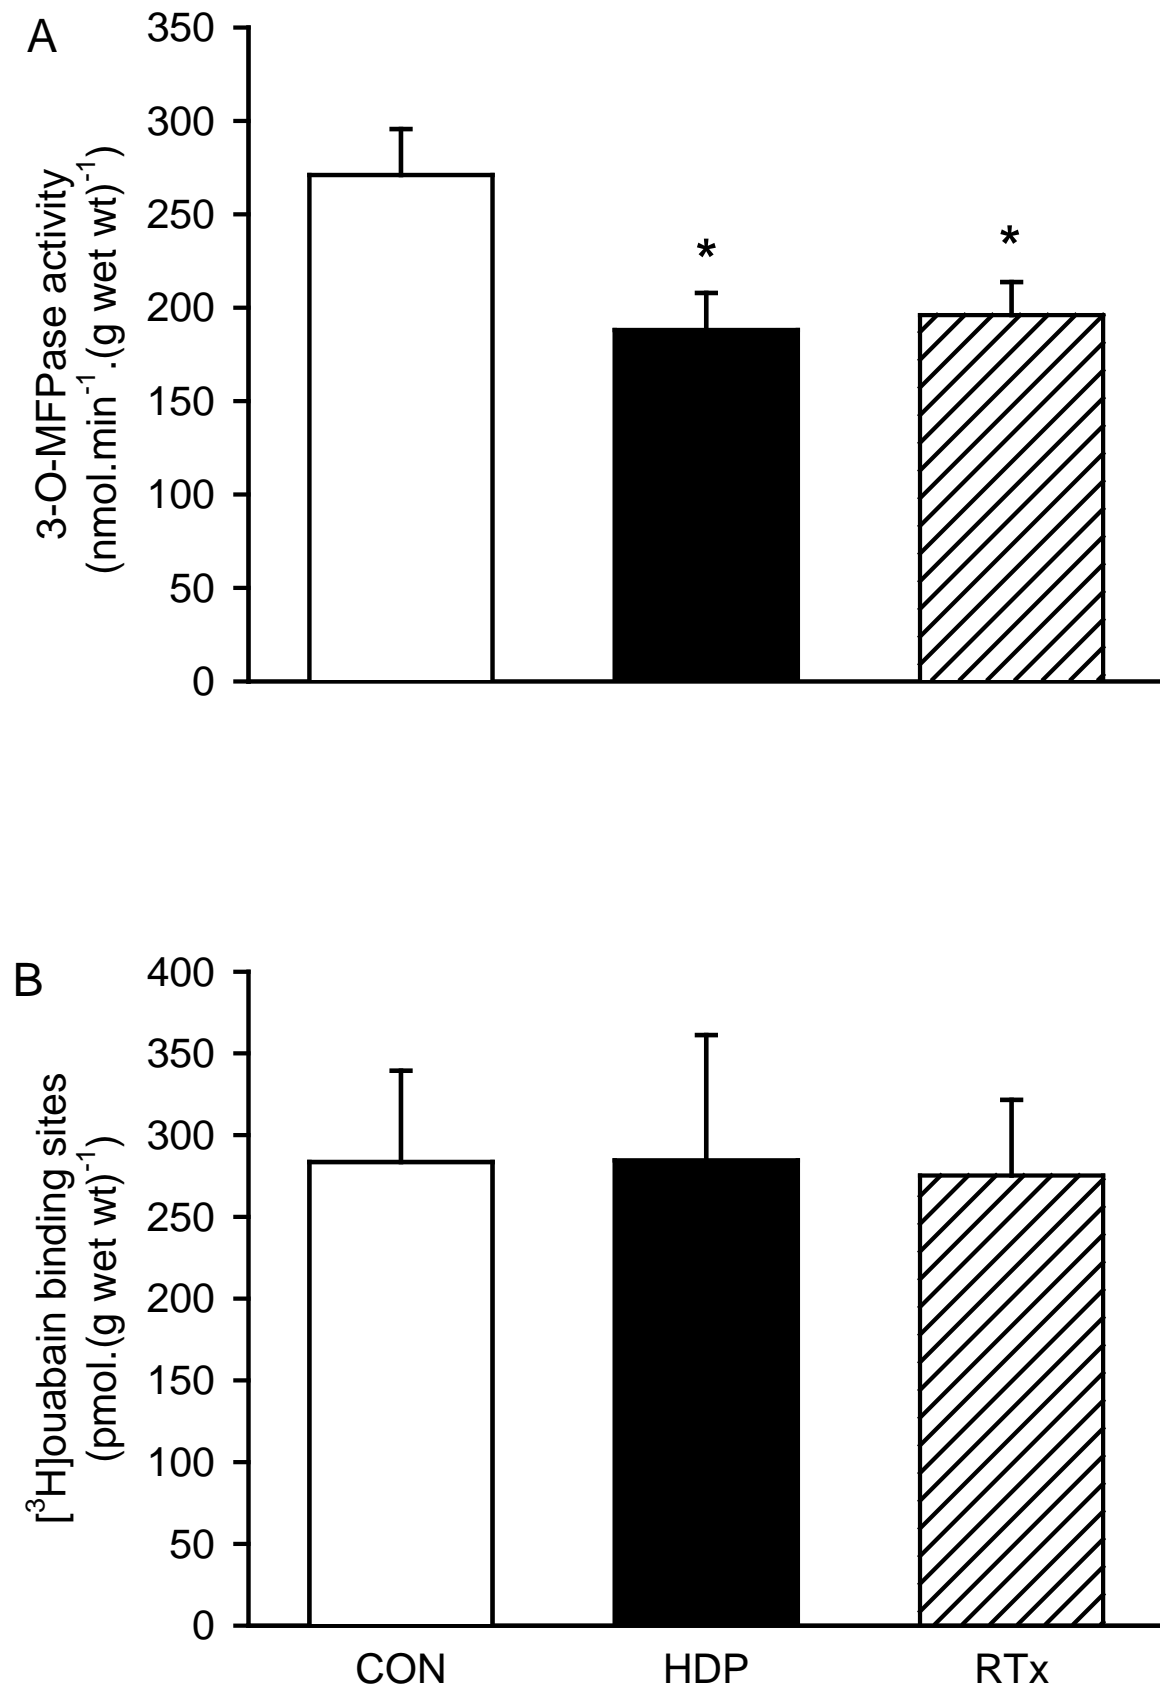 A
3-O-MFPase activity
(nmol.min⁻¹.(g wet wt)⁻¹)
350
300
250
200
150
100
50
0
*
*
B
[³H]ouabain binding sites
(pmol.(g wet wt)⁻¹)
400
350
300
250
200
150
100
50
0
CON HDP RTx